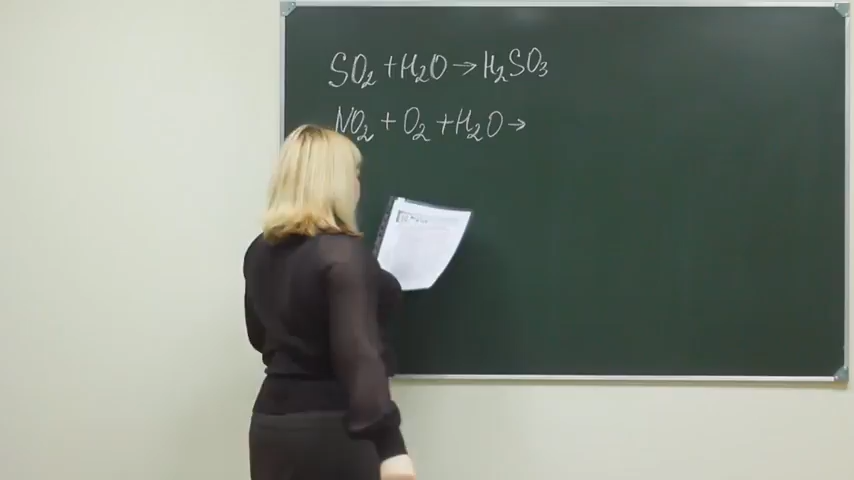 SO₂ + H₂O → H₂SO₃
NO₂ + O₂ + H₂O →